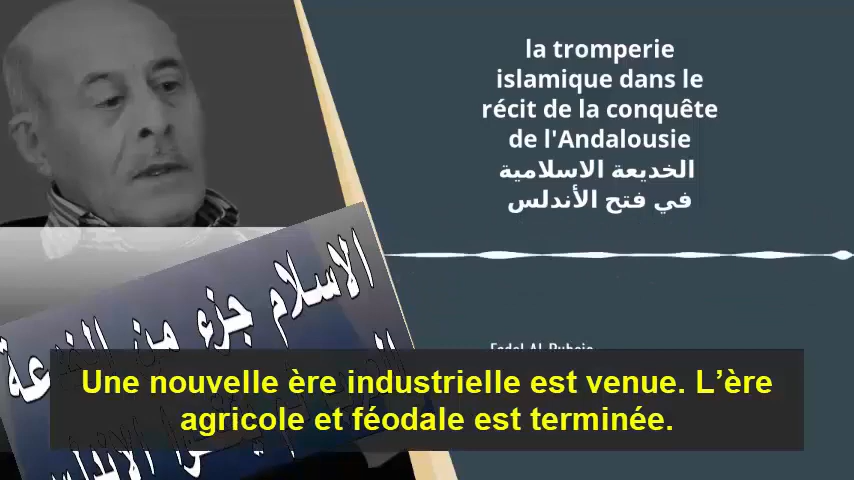 la tromperie
islamique dans le
récit de la conquête
de l'Andalousie
الخديعة الاسلامية
في فتح الأندلس
الاسلام جزء من
Une nouvelle ère industrielle est venue. L’ère
agricole et féodale est terminée.